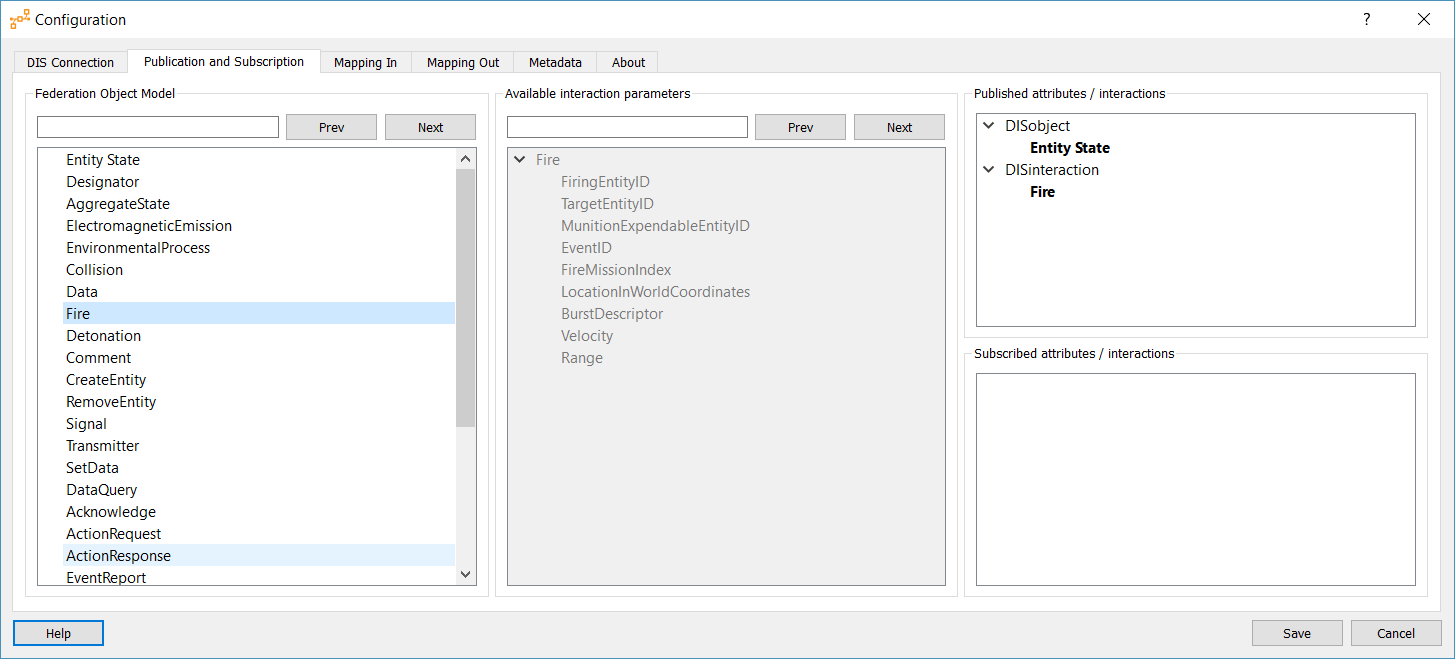 Configuration
?
DIS Connection
Publication and Subscription
Mapping In
Mapping Out
Metadata
About
Federation Object Model
Prev
Next
Entity State
Designator
AggregateState
ElectromagneticEmission
EnvironmentalProcess
Collision
Data
Fire
Detonation
Comment
CreateEntity
RemoveEntity
Signal
Transmitter
SetData
DataQuery
Acknowledge
ActionRequest
ActionResponse
EventReport
Available interaction parameters
Prev
Next
Fire
FiringEntityID
TargetEntityID
MunitionExpendableEntityID
EventID
FireMissionIndex
LocationInWorldCoordinates
BurstDescriptor
Velocity
Range
Published attributes / interactions
DISobject
Entity State
DISinteraction
Fire
Subscribed attributes / interactions
Help
Save
Cancel